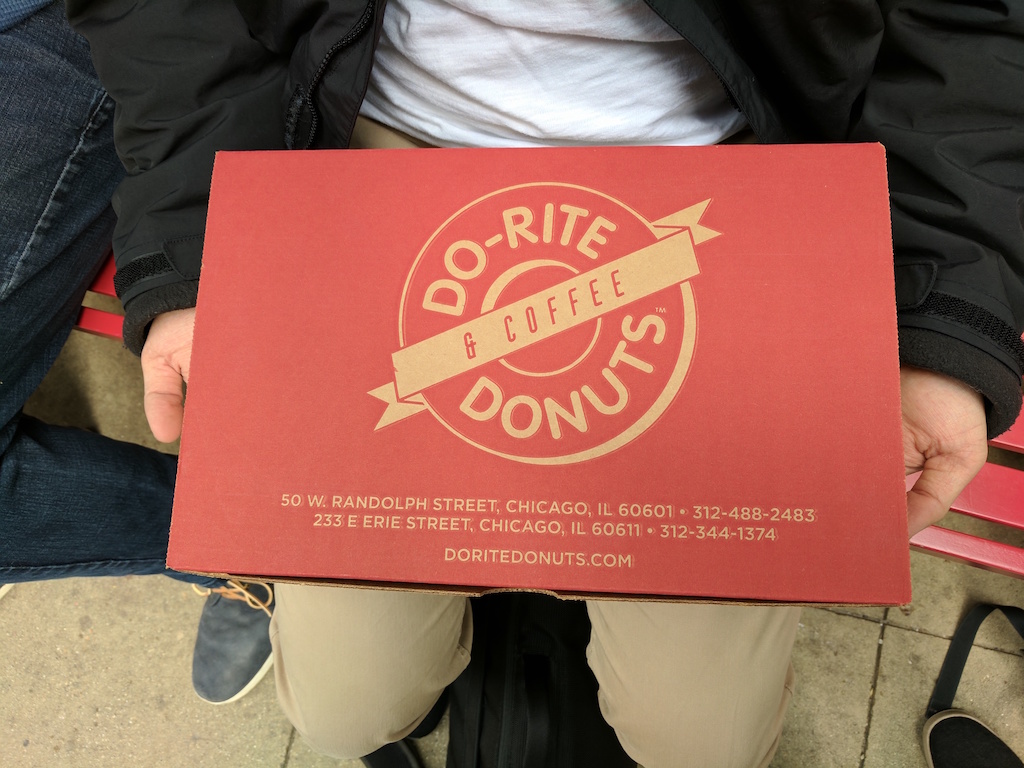 DO-RITE
& COFFEE
DONUTS™
50 W. RANDOLPH STREET, CHICAGO, IL 60601 • 312-488-2483
233 E ERIE STREET, CHICAGO, IL 60611 • 312-344-1374
DORITEDONUTS.COM